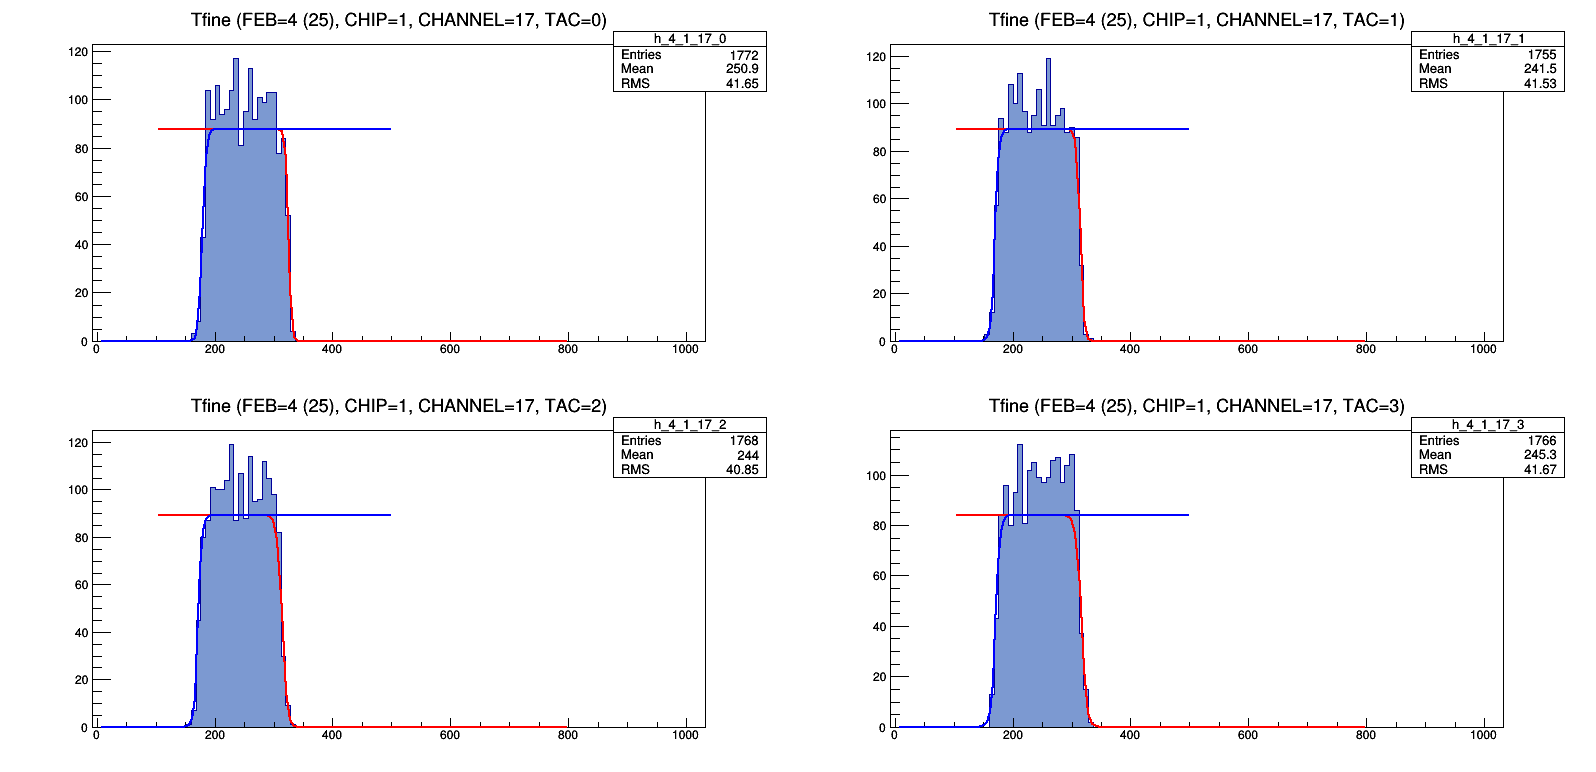 Tfine (FEB=4 (25), CHIP=1, CHANNEL=17, TAC=0)
h_4_1_17_0
Entries 1772
Mean 250.9
RMS 41.65
120
100
80
60
40
20
0
0 200 400 600 800 1000
Tfine (FEB=4 (25), CHIP=1, CHANNEL=17, TAC=1)
h_4_1_17_1
Entries 1755
Mean 241.5
RMS 41.53
120
100
80
60
40
20
0
0 200 400 600 800 1000
Tfine (FEB=4 (25), CHIP=1, CHANNEL=17, TAC=2)
h_4_1_17_2
Entries 1768
Mean 244
RMS 40.85
120
100
80
60
40
20
0
0 200 400 600 800 1000
Tfine (FEB=4 (25), CHIP=1, CHANNEL=17, TAC=3)
h_4_1_17_3
Entries 1766
Mean 245.3
RMS 41.67
100
80
60
40
20
0
0 200 400 600 800 1000